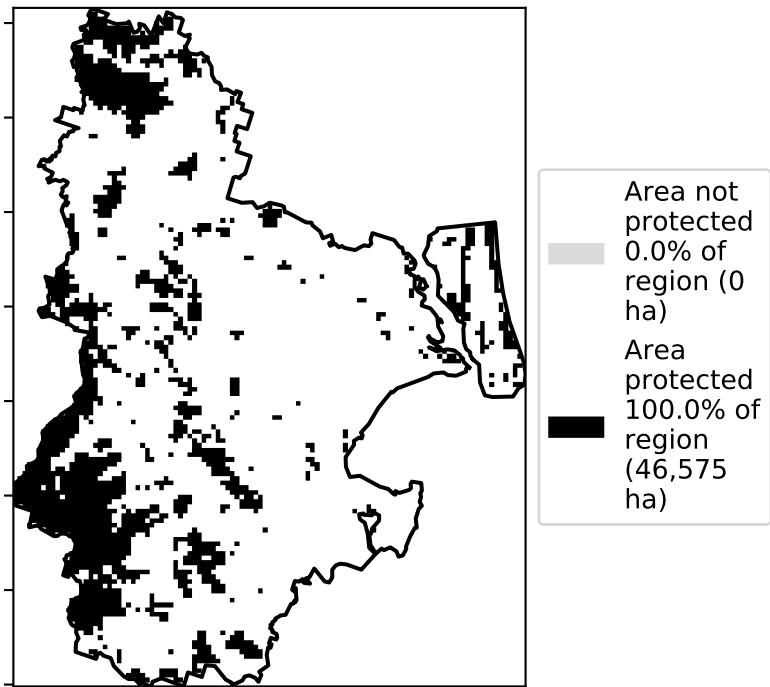 Area not
protected
0.0% of
region (0
ha)
Area
protected
100.0% of
region
(46,575
ha)